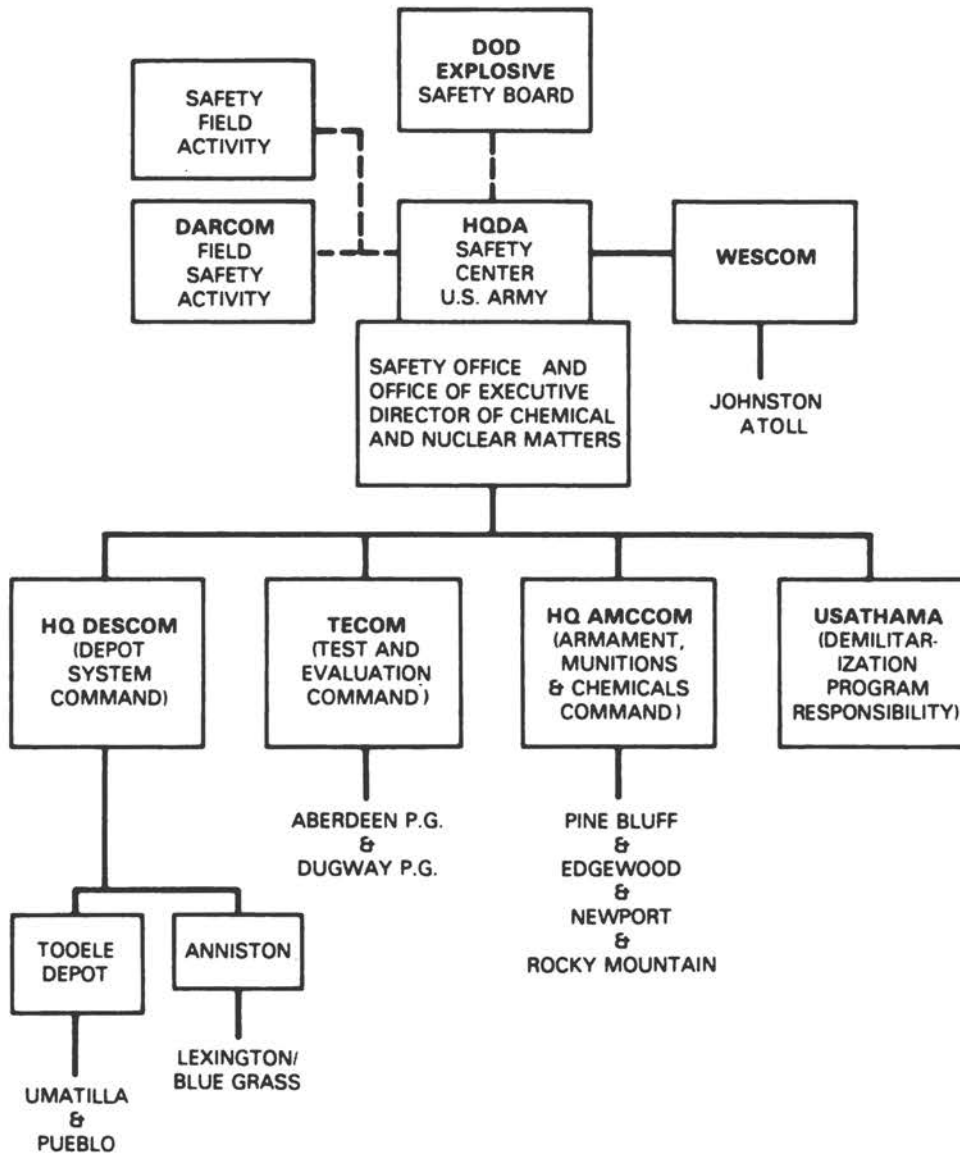 DOD
EXPLOSIVE
SAFETY BOARD
SAFETY
FIELD
ACTIVITY
DARCOM
FIELD
SAFETY
ACTIVITY
HQDA
SAFETY
CENTER
U.S. ARMY
WESCOM
SAFETY OFFICE AND
OFFICE OF EXECUTIVE
DIRECTOR OF CHEMICAL
AND NUCLEAR MATTERS
JOHNSTON
ATOLL
HQ DESCOM
(DEPOT
SYSTEM
COMMAND)
TECOM
(TEST AND
EVALUATION
COMMAND)
HQ AMCCOM
(ARMAMENT,
MUNITIONS
& CHEMICALS
COMMAND)
USATHAMA
(DEMILITAR-
IZATION
PROGRAM
RESPONSIBILITY)
ABERDEEN P.G.
&
DUGWAY P.G.
PINE BLUFF
&
EDGEWOOD
&
NEWPORT
&
ROCKY MOUNTAIN
TOOELE
DEPOT
ANNISTON
UMATILLA
&
PUEBLO
LEXINGTON/
BLUE GRASS